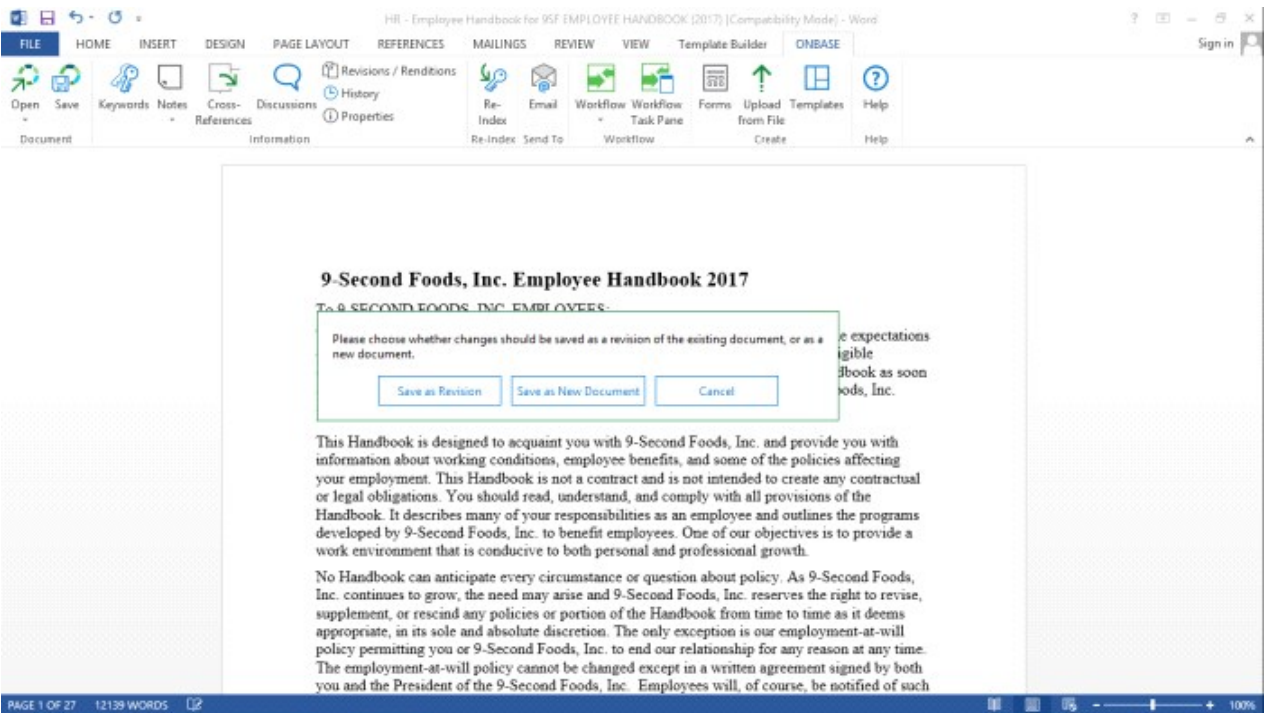 HR - Employee Handbook for 9SF EMPLOYEE HANDBOOK (2017) [Compatibility Mode] - Word
FILE HOME INSERT DESIGN PAGE LAYOUT REFERENCES MAILINGS REVIEW VIEW Template Builder ONBASE Sign in
Revisions / Renditions
History
Properties
Open Save Keywords Notes Cross- Discussions Re- Email Workflow Workflow Forms Upload Templates Help
References Index Task Pane from File
Document Information Re-Index Send To Workflow Create Help
9-Second Foods, Inc. Employee Handbook 2017
To 9 SECOND FOODS, INC. EMPLOYEES:
expectations
Please choose whether changes should be saved as a revision of the existing document, or as a
new document.
as soon
Inc.
Save as Revision Save as New Document Cancel
This Handbook is designed to acquaint you with 9-Second Foods, Inc. and provide you with
information about working conditions, employee benefits, and some of the policies affecting
your employment. This Handbook is not a contract and is not intended to create any contractual
or legal obligations. You should read, understand, and comply with all provisions of the
Handbook. It describes many of your responsibilities as an employee and outlines the programs
developed by 9-Second Foods, Inc. to benefit employees. One of our objectives is to provide a
work environment that is conducive to both personal and professional growth.
No Handbook can anticipate every circumstance or question about policy. As 9-Second Foods,
Inc. continues to grow, the need may arise and 9-Second Foods, Inc. reserves the right to revise,
supplement, or rescind any policies or portion of the Handbook from time to time as it deems
appropriate, in its sole and absolute discretion. The only exception is our employment-at-will
policy permitting you or 9-Second Foods, Inc. to end our relationship for any reason at any time.
The employment-at-will policy cannot be changed except in a written agreement signed by both
you and the President of the 9-Second Foods, Inc. Employees will, of course, be notified of such
PAGE 1 OF 27 12139 WORDS 100%